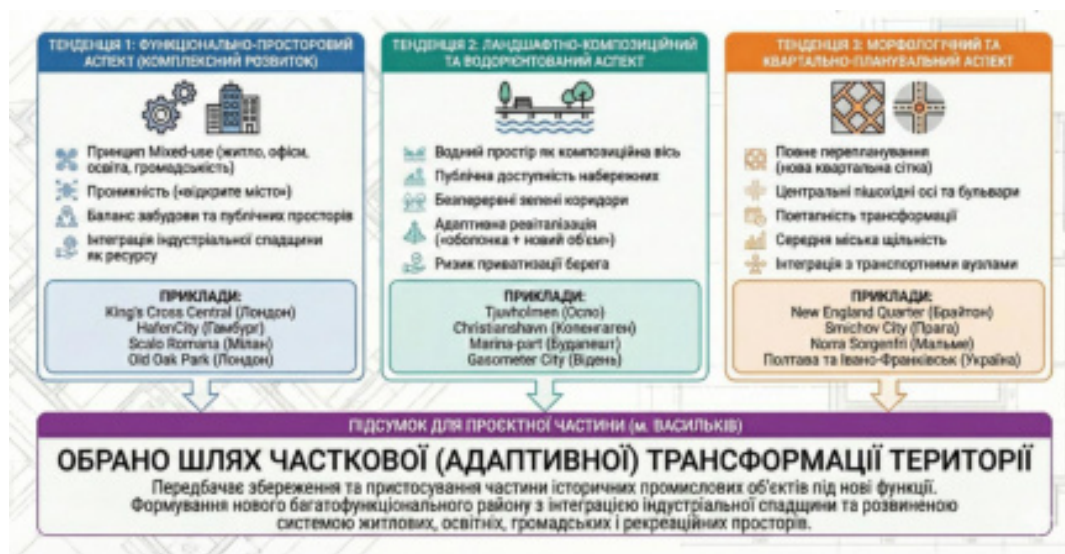 ТЕНДЕНЦІЯ 1: ФУНКЦІОНАЛЬНО-ПРОСТОРОВИЙ
АСПЕКТ (КОМПЛЕКСНИЙ РОЗВИТОК)
Принцип Mixed-use (житло, офіси,
освіта, громадськість)
Проникність («відкрите місто»)
Баланс забудови та публічних просторів
Інтеграція індустріальної спадщини
як ресурсу
ПРИКЛАДИ:
King's Cross Central (Лондон)
HafenCity (Гамбург)
Scalo Romana (Мілан)
Old Oak Park (Лондон)
ТЕНДЕНЦІЯ 2: ЛАНДШАФТНО-КОМПОЗИЦІЙНИЙ
ТА ВОДОРІЄНТОВАНИЙ АСПЕКТ
Водний простір як композиційна вісь
Публічна доступність набережних
Безперервні зелені коридори
Адаптивна ревіталізація
(«оболонка + новий об'єм»)
Ризик приватизації берега
ПРИКЛАДИ:
Tjuvholmen (Осло)
Christianshavn (Копенгаген)
Marina-part (Будапешт)
Gasometer City (Відень)
ТЕНДЕНЦІЯ 3: МОРФОЛОГІЧНИЙ ТА
КВАРТАЛЬНО-ПЛАНУВАЛЬНИЙ АСПЕКТ
Повне перепланування
(нова квартальна сітка)
Центральні пішохідні осі та бульвари
Поетапність трансформації
Середня міська щільність
Інтеграція з транспортними вузлами
ПРИКЛАДИ:
New England Quarter (Брайтон)
Smichov City (Прага)
Norra Sorgenfri (Мальме)
Полтава та Івано-Франківськ (Україна)
ПІДСУМОК ДЛЯ ПРОЄКТНОЇ ЧАСТИНИ (м. ВАСИЛЬКІВ)
ОБРАНО ШЛЯХ ЧАСТКОВОЇ (АДАПТИВНОЇ) ТРАНСФОРМАЦІЇ ТЕРИТОРІЇ
Передбачає збереження та пристосування частини історичних промислових об'єктів під нові функції.
Формування нового багатофункціонального району з інтеграцією індустріальної спадщини та розвиненою
системою житлових, освітніх, громадських і рекреаційних просторів.